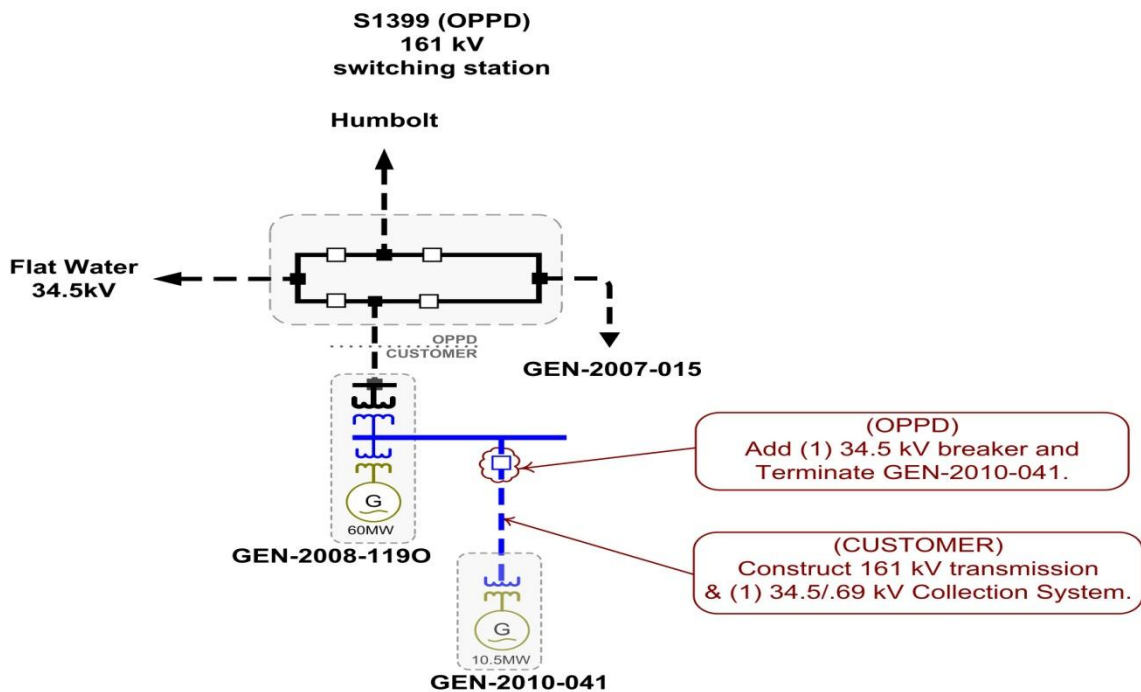 S1399 (OPPD)
161 kV
switching station
Humbolt
Flat Water
34.5kV
OPPD
CUSTOMER
GEN-2007-015
(OPPD)
Add (1) 34.5 kV breaker and
Terminate GEN-2010-041.
G
60MW
GEN-2008-119O
(CUSTOMER)
Construct 161 kV transmission
& (1) 34.5/.69 kV Collection System.
G
10.5MW
GEN-2010-041